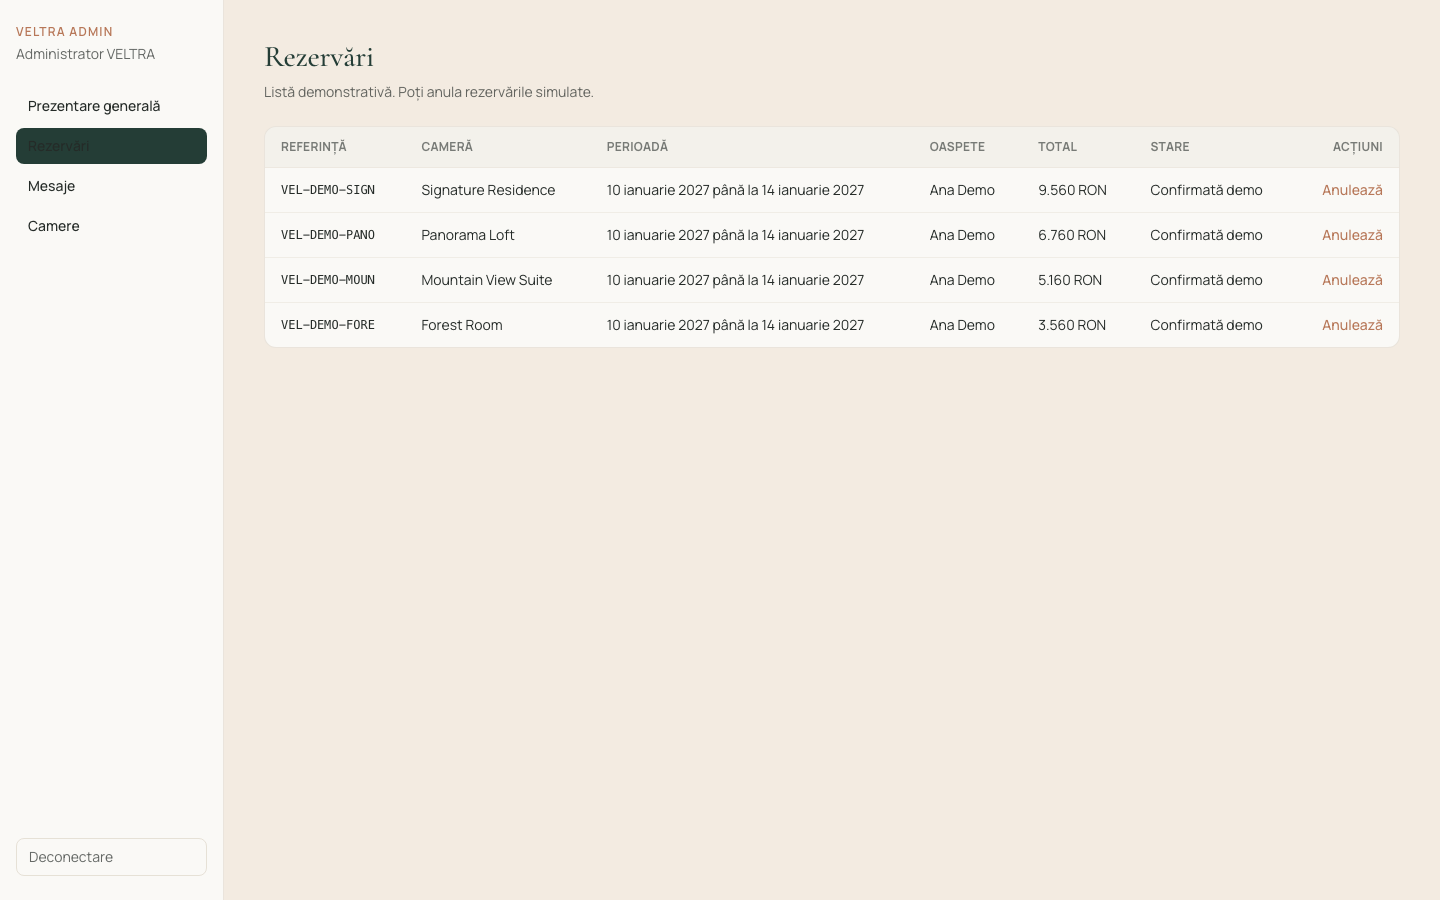 VELTRA ADMIN
Administrator VELTRA
Prezentare generală
Rezervări
Mesaje
Camere
Deconectare
Rezervări
Listă demonstrativă. Poți anula rezervările simulate.
REFERINȚĂ CAMERĂ PERIOADĂ OASPETE TOTAL STARE ACȚIUNI
VEL-DEMO-SIGN Signature Residence 10 ianuarie 2027 până la 14 ianuarie 2027 Ana Demo 9.560 RON Confirmată demo Anulează
VEL-DEMO-PANO Panorama Loft 10 ianuarie 2027 până la 14 ianuarie 2027 Ana Demo 6.760 RON Confirmată demo Anulează
VEL-DEMO-MOUN Mountain View Suite 10 ianuarie 2027 până la 14 ianuarie 2027 Ana Demo 5.160 RON Confirmată demo Anulează
VEL-DEMO-FORE Forest Room 10 ianuarie 2027 până la 14 ianuarie 2027 Ana Demo 3.560 RON Confirmată demo Anulează